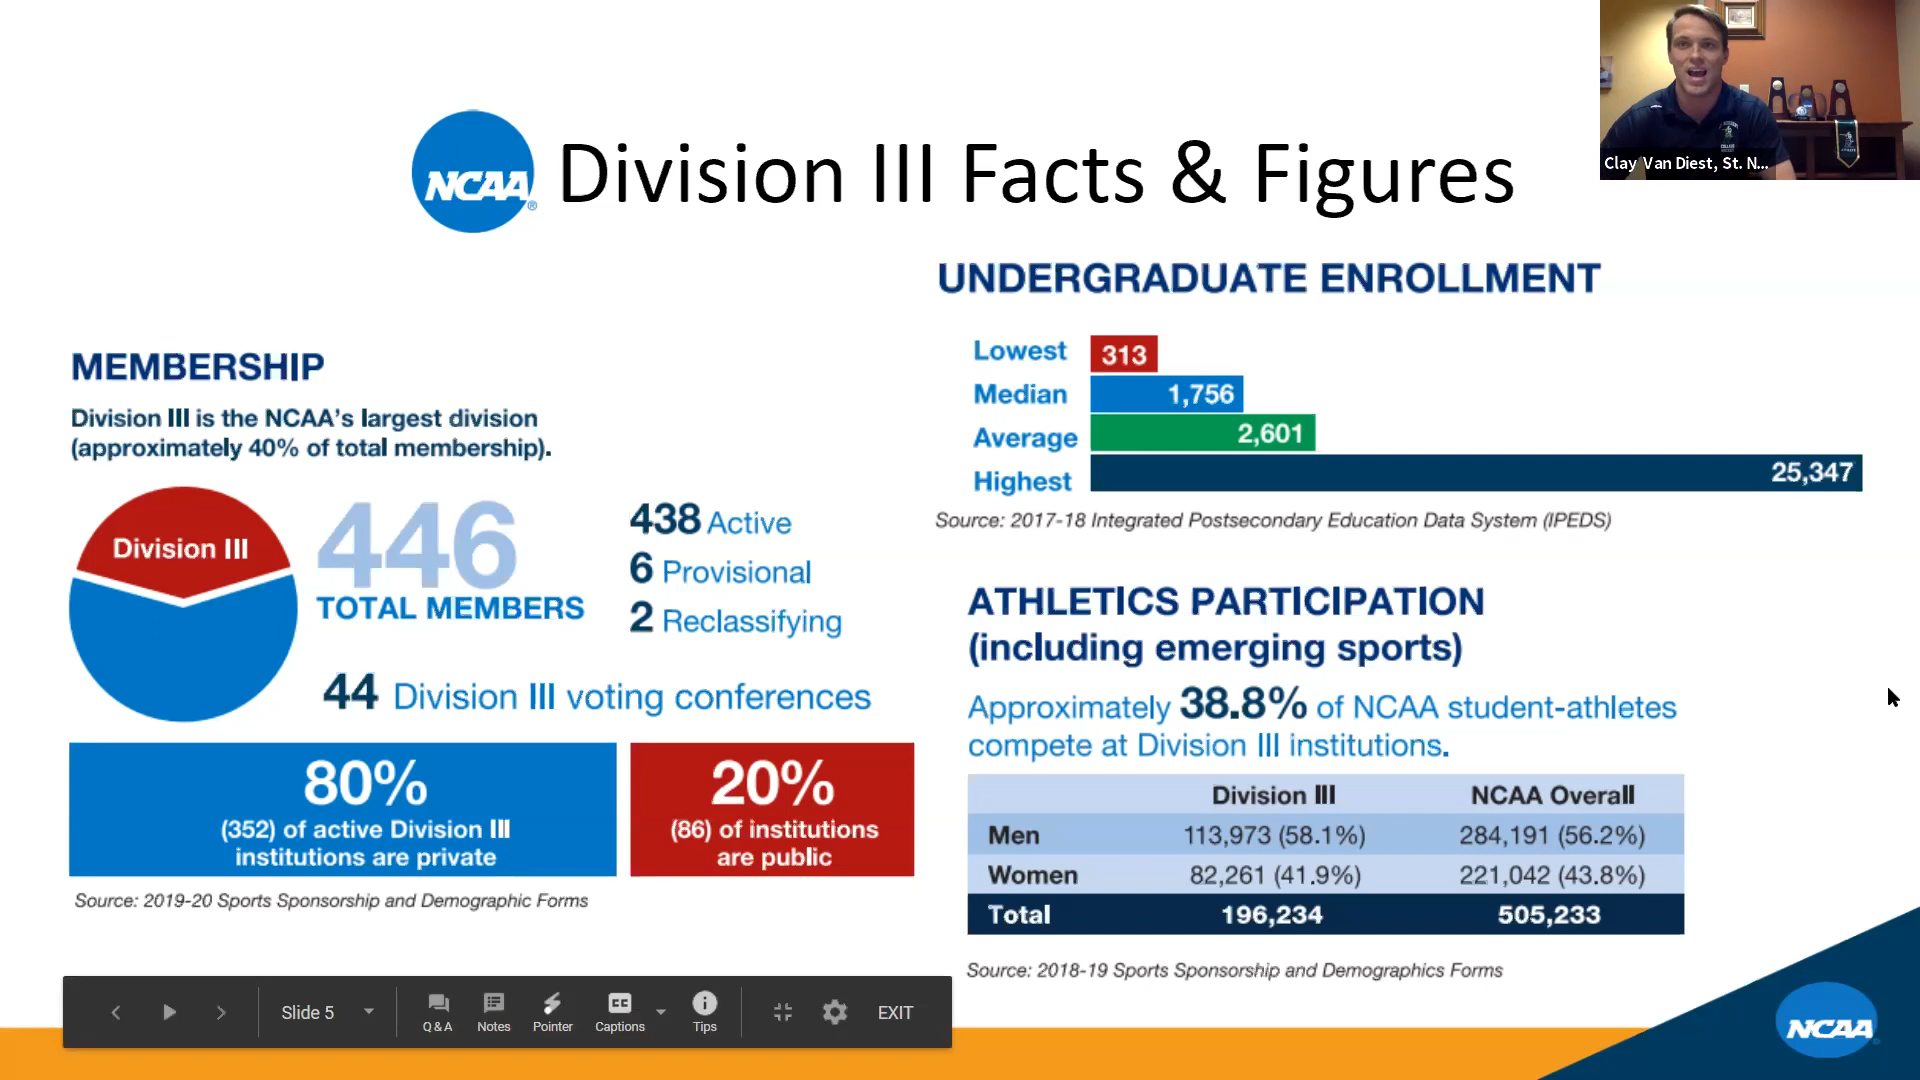 NCAA
Division III Facts & Figures
Clay Van Diest, St. N...
MEMBERSHIP
Division III is the NCAA's largest division
(approximately 40% of total membership).
Division III
446
TOTAL MEMBERS
438 Active
6 Provisional
2 Reclassifying
44 Division III voting conferences
80%
(352) of active Division III
institutions are private
20%
(86) of institutions
are public
Source: 2019-20 Sports Sponsorship and Demographic Forms
UNDERGRADUATE ENROLLMENT
Lowest 313
Median 1,756
Average 2,601
Highest 25,347
Source: 2017-18 Integrated Postsecondary Education Data System (IPEDS)
ATHLETICS PARTICIPATION
(including emerging sports)
Approximately 38.8% of NCAA student-athletes
compete at Division III institutions.
Division III NCAA Overall
Men 113,973 (58.1%) 284,191 (56.2%)
Women 82,261 (41.9%) 221,042 (43.8%)
Total 196,234 505,233
Source: 2018-19 Sports Sponsorship and Demographics Forms
Slide 5
Q & A
Notes
Pointer
CC
Captions
Tips
EXIT
NCAA